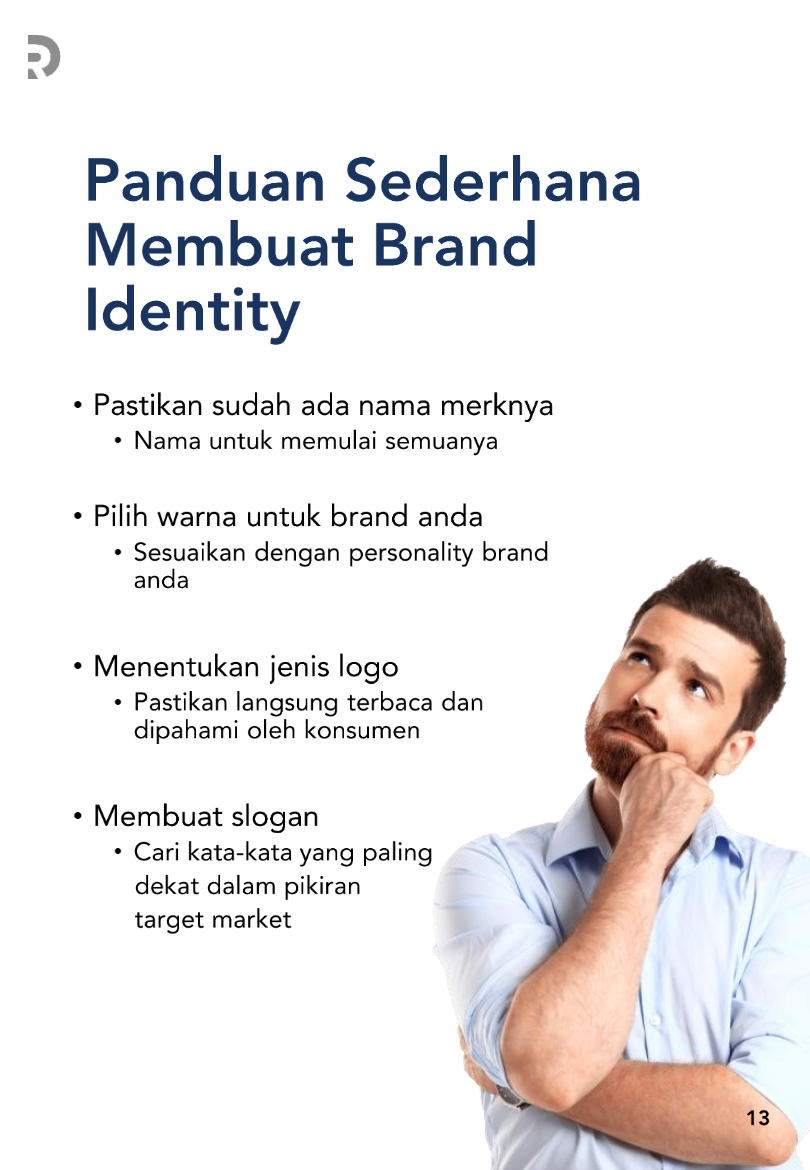 Panduan Sederhana
Membuat Brand
Identity
• Pastikan sudah ada nama merknya
• Nama untuk memulai semuanya
• Pilih warna untuk brand anda
• Sesuaikan dengan personality brand
anda
• Menentukan jenis logo
• Pastikan langsung terbaca dan
dipahami oleh konsumen
• Membuat slogan
• Cari kata-kata yang paling
dekat dalam pikiran
target market
13